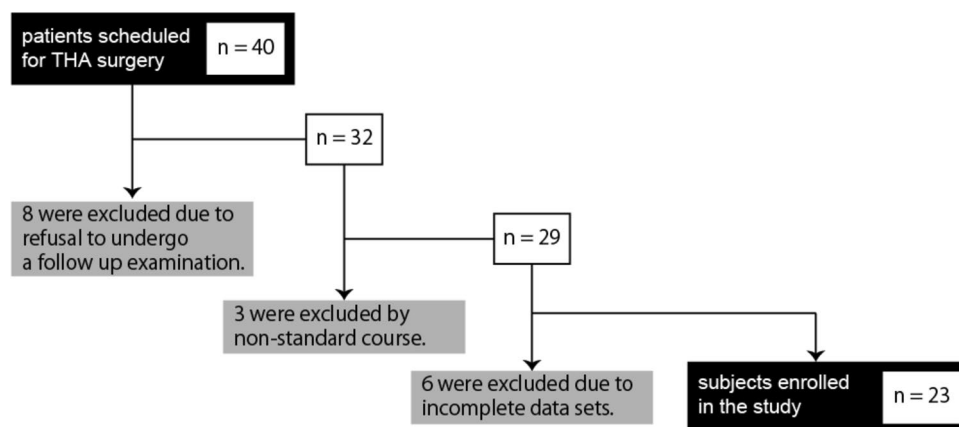 patients scheduled
for THA surgery
n = 40
n = 32
8 were excluded due to
refusal to undergo
a follow up examination.
n = 29
3 were excluded by
non-standard course.
6 were excluded due to
incomplete data sets.
subjects enrolled
in the study
n = 23